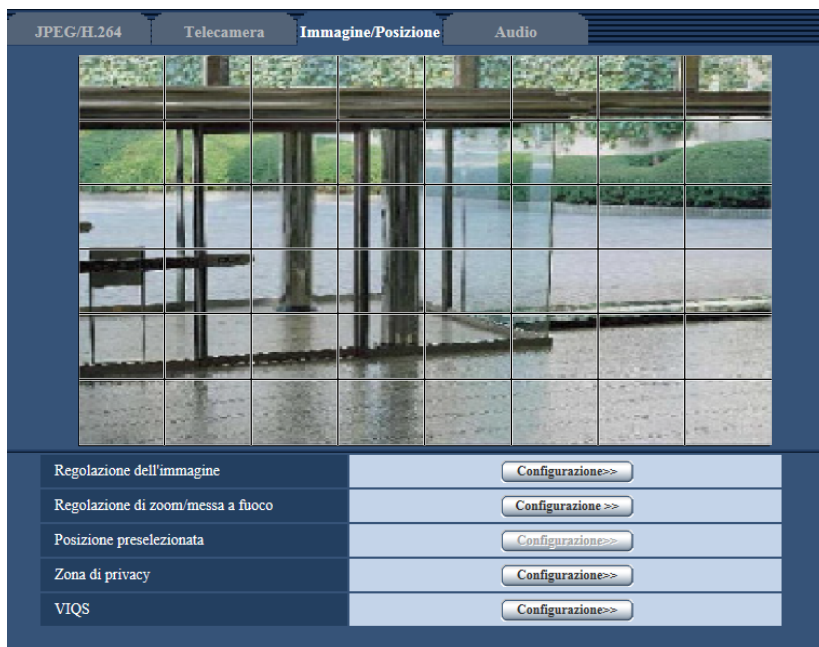 JPEG/H.264 Telecamera Immagine/Posizione Audio
Regolazione dell'immagine Configurazione>>
Regolazione di zoom/messa a fuoco Configurazione >>
Posizione preselezionata Configurazione>>
Zona di privacy Configurazione>>
VIQS Configurazione>>